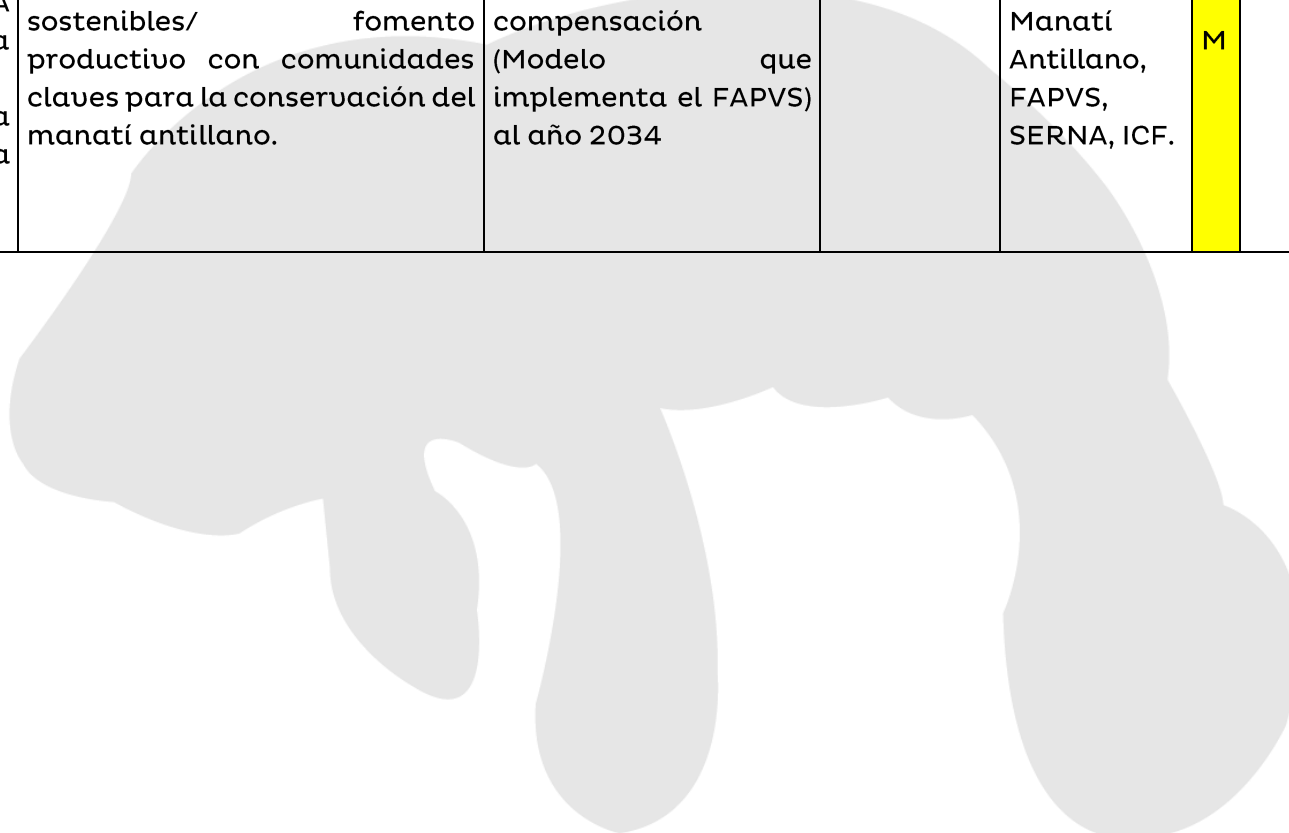 sostenibles/ fomento
productivo con comunidades
claves para la conservación del
manatí antillano.
compensación
(Modelo que
implementa el FAPVS)
al año 2034
Manatí
Antillano,
FAPVS,
SERNA, ICF.
M